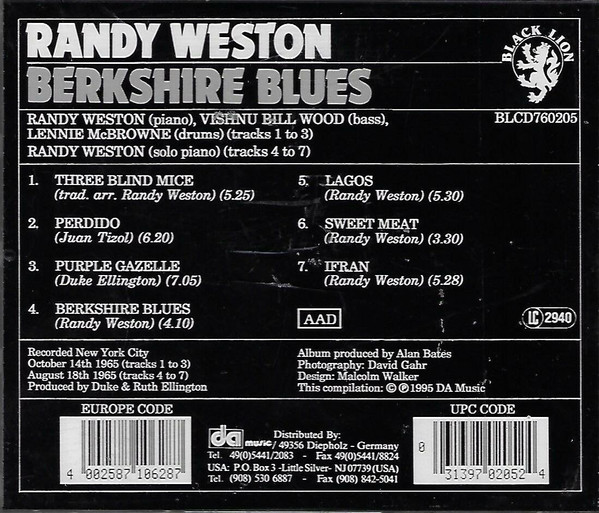 RANDY WESTON
BERKSHIRE BLUES
BLACK LION
RANDY WESTON (piano), VISHNU BILL WOOD (bass),
LENNIE McBROWNE (drums) (tracks 1 to 3)
RANDY WESTON (solo piano) (tracks 4 to 7)
BLCD760205
1. THREE BLIND MICE
(trad. arr. Randy Weston) (5.25)
2. PERDIDO
(Juan Tizol) (6.20)
3. PURPLE GAZELLE
(Duke Ellington) (7.05)
4. BERKSHIRE BLUES
(Randy Weston) (4.10)
5. LAGOS
(Randy Weston) (5.30)
6. SWEET MEAT
(Randy Weston) (3.30)
7. IFRAN
(Randy Weston) (5.28)
AAD
LC 2940
Recorded New York City
October 14th 1965 (tracks 1 to 3)
August 18th 1965 (tracks 4 to 7)
Produced by Duke & Ruth Ellington
Album produced by Alan Bates
Photography: David Gahr
Design: Malcolm Walker
This compilation: © ℗ 1995 DA Music
EUROPE CODE
4 002587 106287
da music
Distributed By:
/ 49356 Diepholz - Germany
Tel. 49(0)5441/2083 - Fax 49(0)5441/8824
USA: P.O. Box 3 -Little Silver- NJ 07739 (USA)
Tel. (908) 530 6887 - Fax (908) 842-5041
UPC CODE
0 31397 02052 4